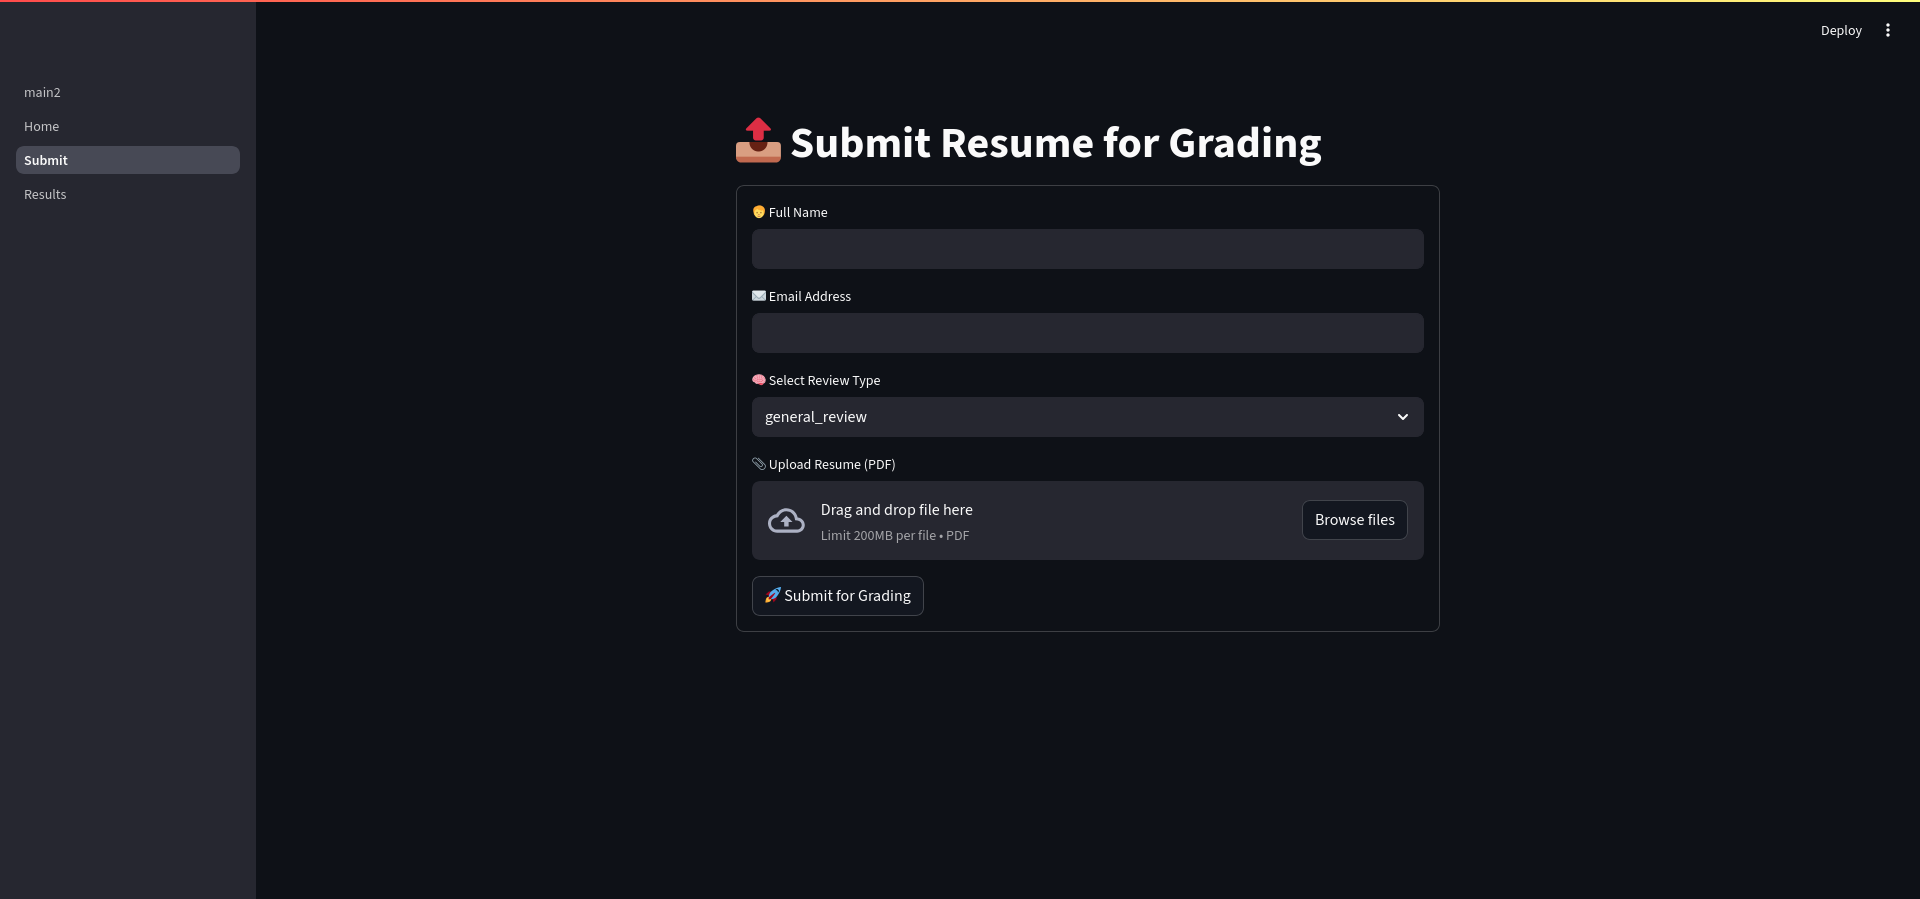 Deploy
main2
Home
Submit
Results
Submit Resume for Grading
Full Name
Email Address
Select Review Type
general_review
Upload Resume (PDF)
Drag and drop file here
Limit 200MB per file • PDF
Browse files
Submit for Grading